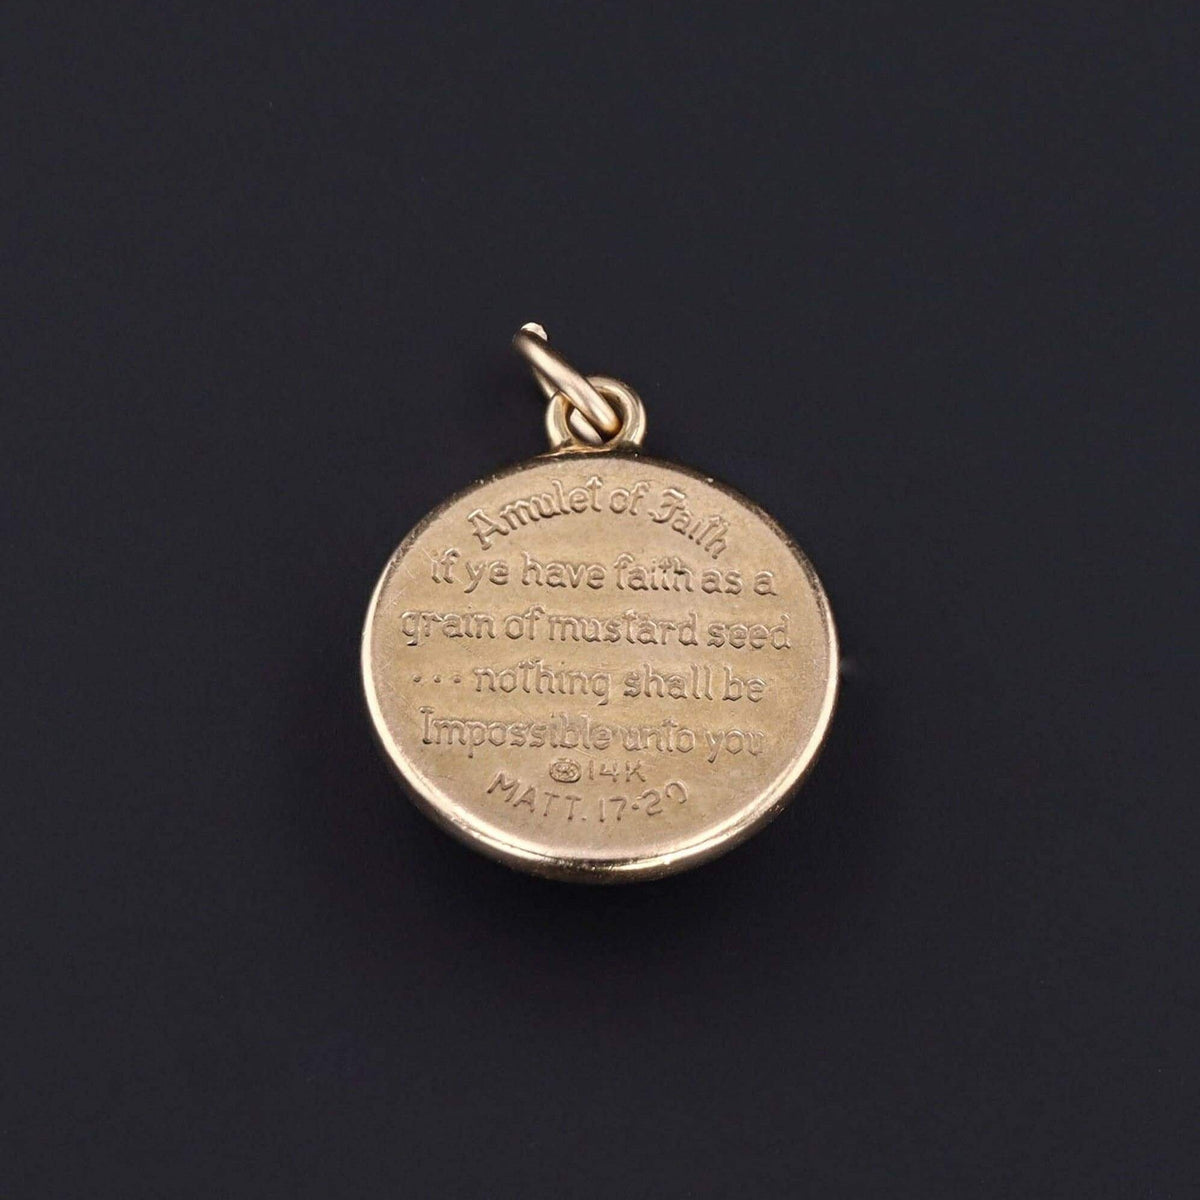 Amulet of Faith
if ye have faith as a
grain of mustard seed
... nothing shall be
Impossible unto you
14K
MATT. 17·20